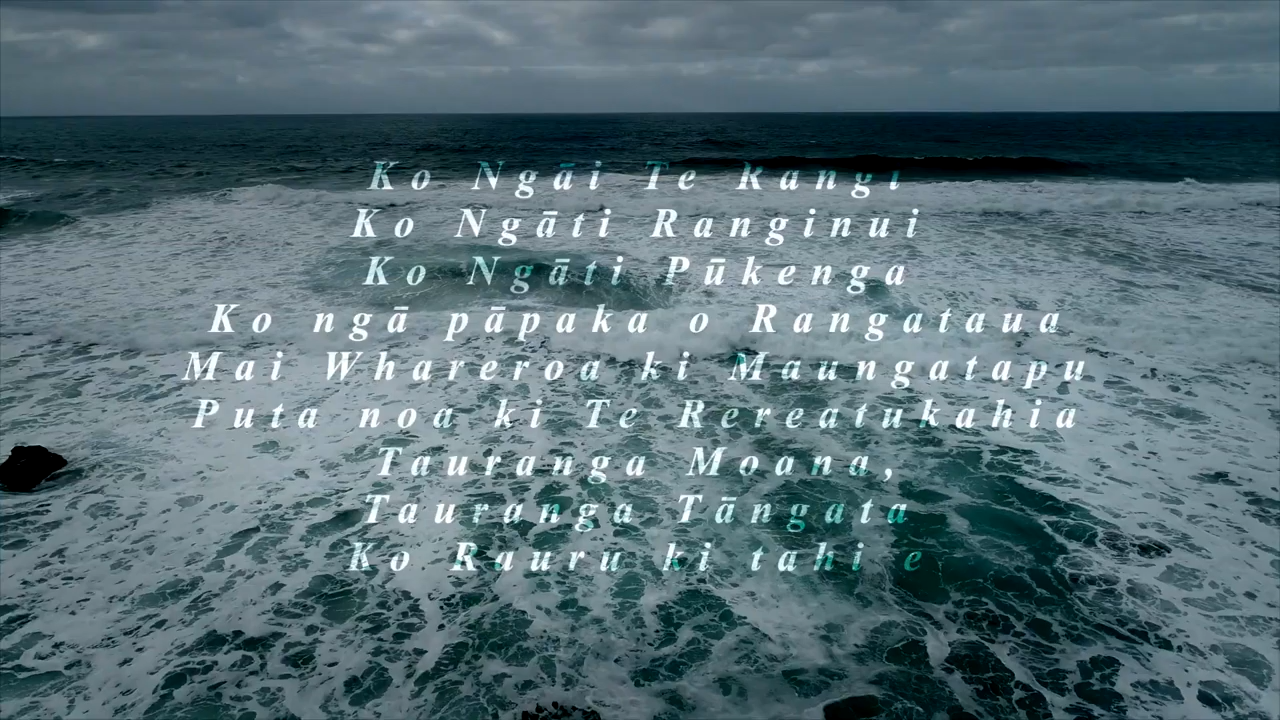 Ko Ngāi Te Rangi
Ko Ngāti Ranginui
Ko Ngāti Pūkenga
Ko ngā pāpaka o Rangataua
Mai Whareroa ki Maungatapu
Puta noa ki Te Rereatukahia
Tauranga Moana,
Tauranga Tāngata
Ko Rauru ki tahi e